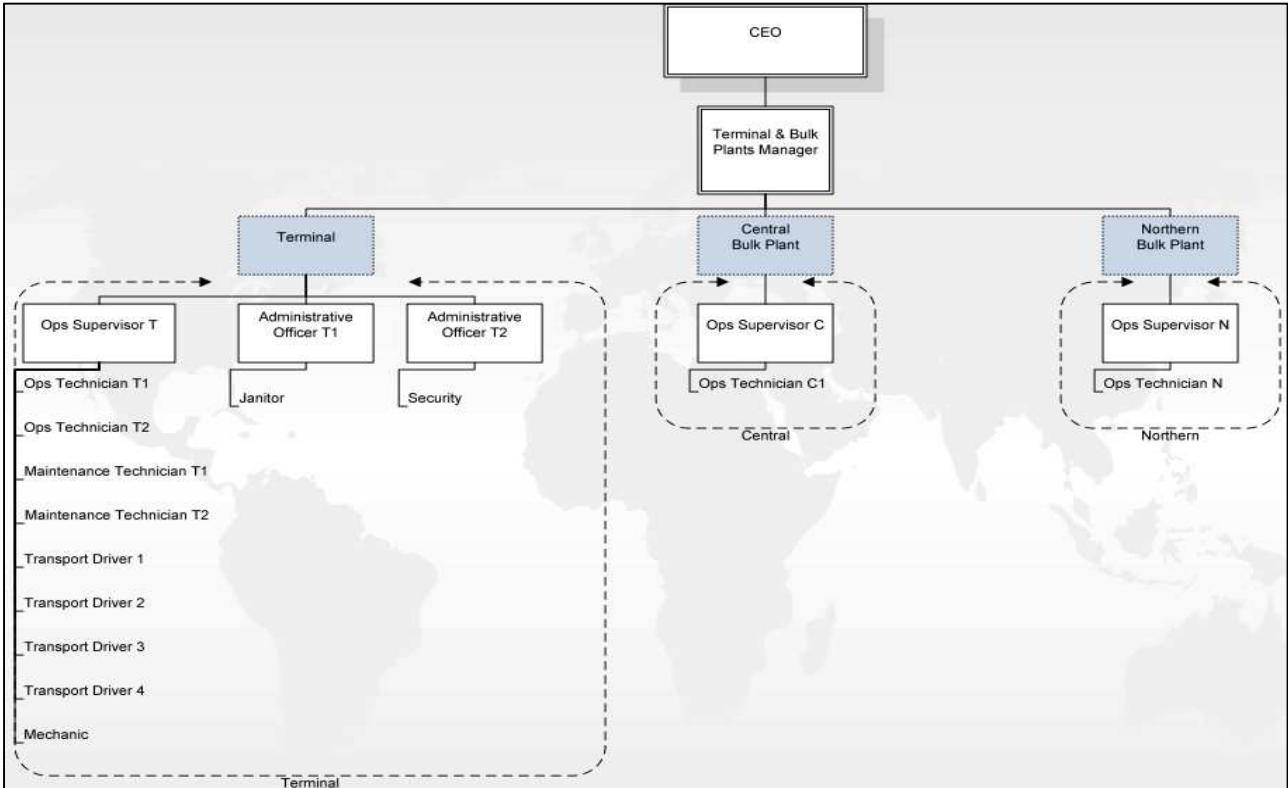 CEO
Terminal & Bulk
Plants Manager
Terminal
Central
Bulk Plant
Northern
Bulk Plant
Ops Supervisor T
Administrative
Officer T1
Administrative
Officer T2
Ops Supervisor C
Ops Supervisor N
Ops Technician T1
Janitor
Security
Ops Technician C1
Ops Technician N
Ops Technician T2
Central
Northern
Maintenance Technician T1
Maintenance Technician T2
Transport Driver 1
Transport Driver 2
Transport Driver 3
Transport Driver 4
Mechanic
Terminal